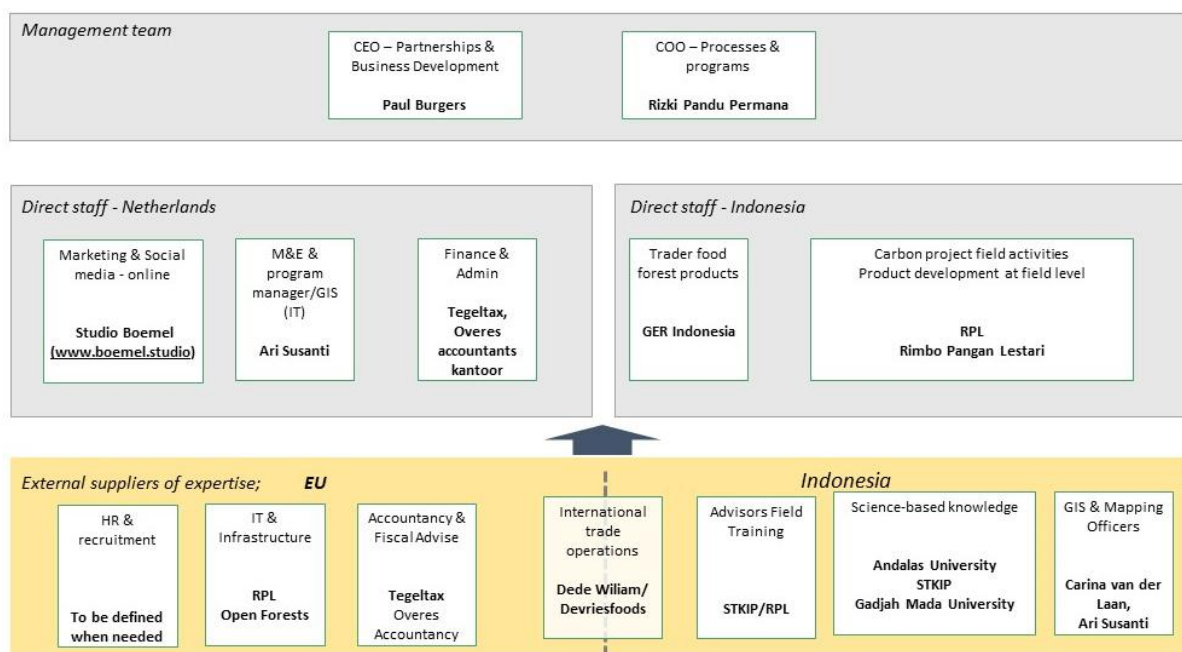 Management team
CEO – Partnerships &
Business Development
Paul Burgers
COO – Processes &
programs
Rizki Pandu Permana
Direct staff - Netherlands
Marketing & Social
media - online
Studio Boemel
(www.boemel.studio)
M&E &
program
manager/GIS
(IT)
Ari Susanti
Finance &
Admin
Tegeltax,
Overes
accountants
kantoor
Direct staff - Indonesia
Trader food
forest products
GER Indonesia
Carbon project field activities
Product development at field level
RPL
Rimbo Pangan Lestari
External suppliers of expertise; EU
HR &
recruitment
To be defined
when needed
IT &
Infrastructure
RPL
Open Forests
Accountancy &
Fiscal Advise
Tegeltax
Overes
Accountancy
International
trade
operations
Dede Wiliam/
Devriesfoods
Indonesia
Advisors Field
Training
STKIP/RPL
Science-based knowledge
Andalas University
STKIP
Gadjah Mada University
GIS & Mapping
Officers
Carina van der
Laan,
Ari Susanti